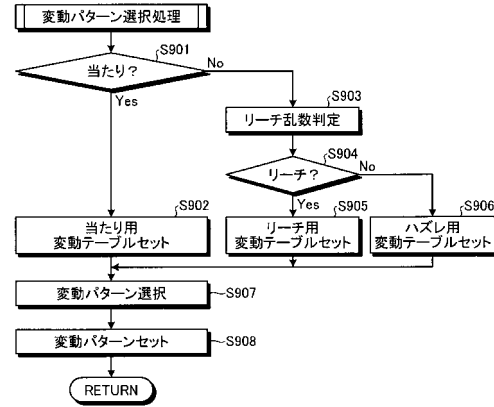 変動パターン選択処理
S901
当たり？
No
Yes
S903
リーチ乱数判定
S904
リーチ？
No
Yes
S902
当たり用
変動テーブルセット
S905
リーチ用
変動テーブルセット
S906
ハズレ用
変動テーブルセット
変動パターン選択
S907
変動パターンセット
S908
RETURN